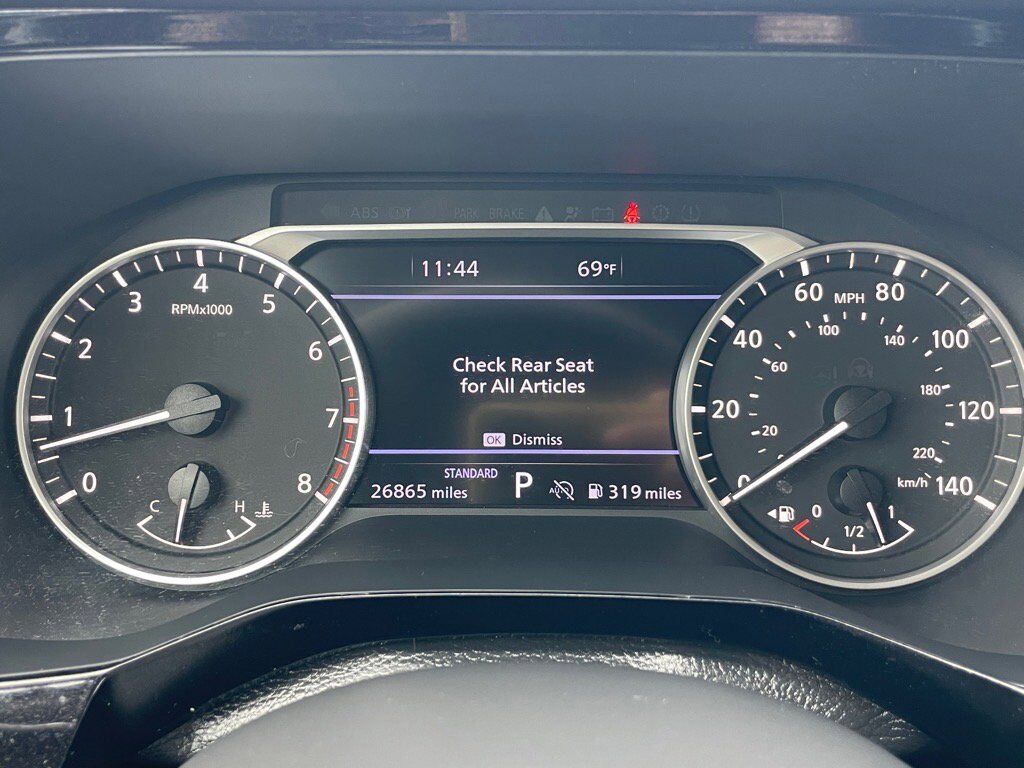 ABS
PARK BRAKE
11:44 69°F
Check Rear Seat
for All Articles
OK Dismiss
STANDARD
26865 miles P AUTO 319 miles
0 1 2 3 4 5 6 7 8
RPMx1000
C H
0 20 40 60 80 100 120 140
MPH
20 60 100 140 180 220
km/h
0 1/2 1